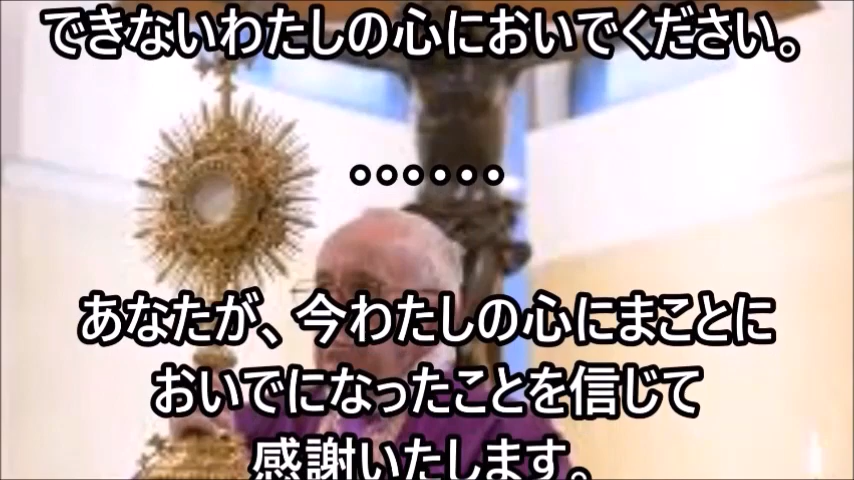 できないわたしの心においでください。
。。。。。。
あなたが、今わたしの心にまことに
おいでになったことを信じて
感謝いたします。